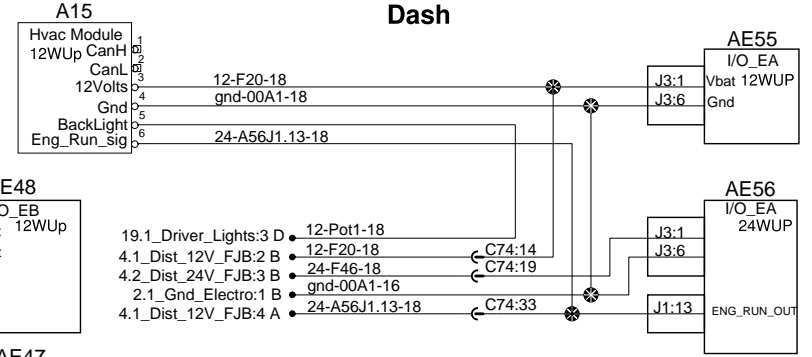 Dash
A15
Hvac Module
12WUp CanH 1
CanL 2
12Volts 3
Gnd 4
BackLight 5
Eng_Run_sig 6
12-F20-18
gnd-00A1-18
24-A56J1.13-18
AE55
I/O_EA
J3:1 Vbat 12WUP
J3:6 Gnd
E48
O_EB
12WUp
AE56
I/O_EA
24WUP
J3:1
J3:6
J1:13 ENG_RUN_OUT
19.1_Driver_Lights:3 D 12-Pot1-18
4.1_Dist_12V_FJB:2 B 12-F20-18 C74:14
4.2_Dist_24V_FJB:3 B 24-F46-18 C74:19
2.1_Gnd_Electro:1 B gnd-00A1-16
4.1_Dist_12V_FJB:4 A 24-A56J1.13-18 C74:33